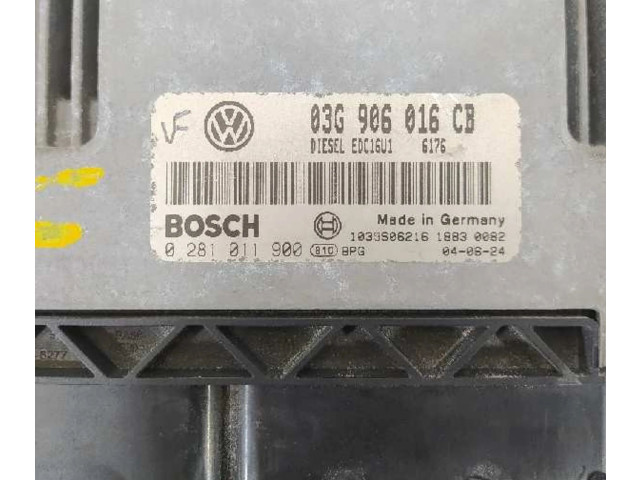 VF
03G 906 016 CB
DIESEL EDC16U1 6176
BOSCH
Made in Germany
1039S06216 1883 0082
0 281 011 900 BPG 04-06-24